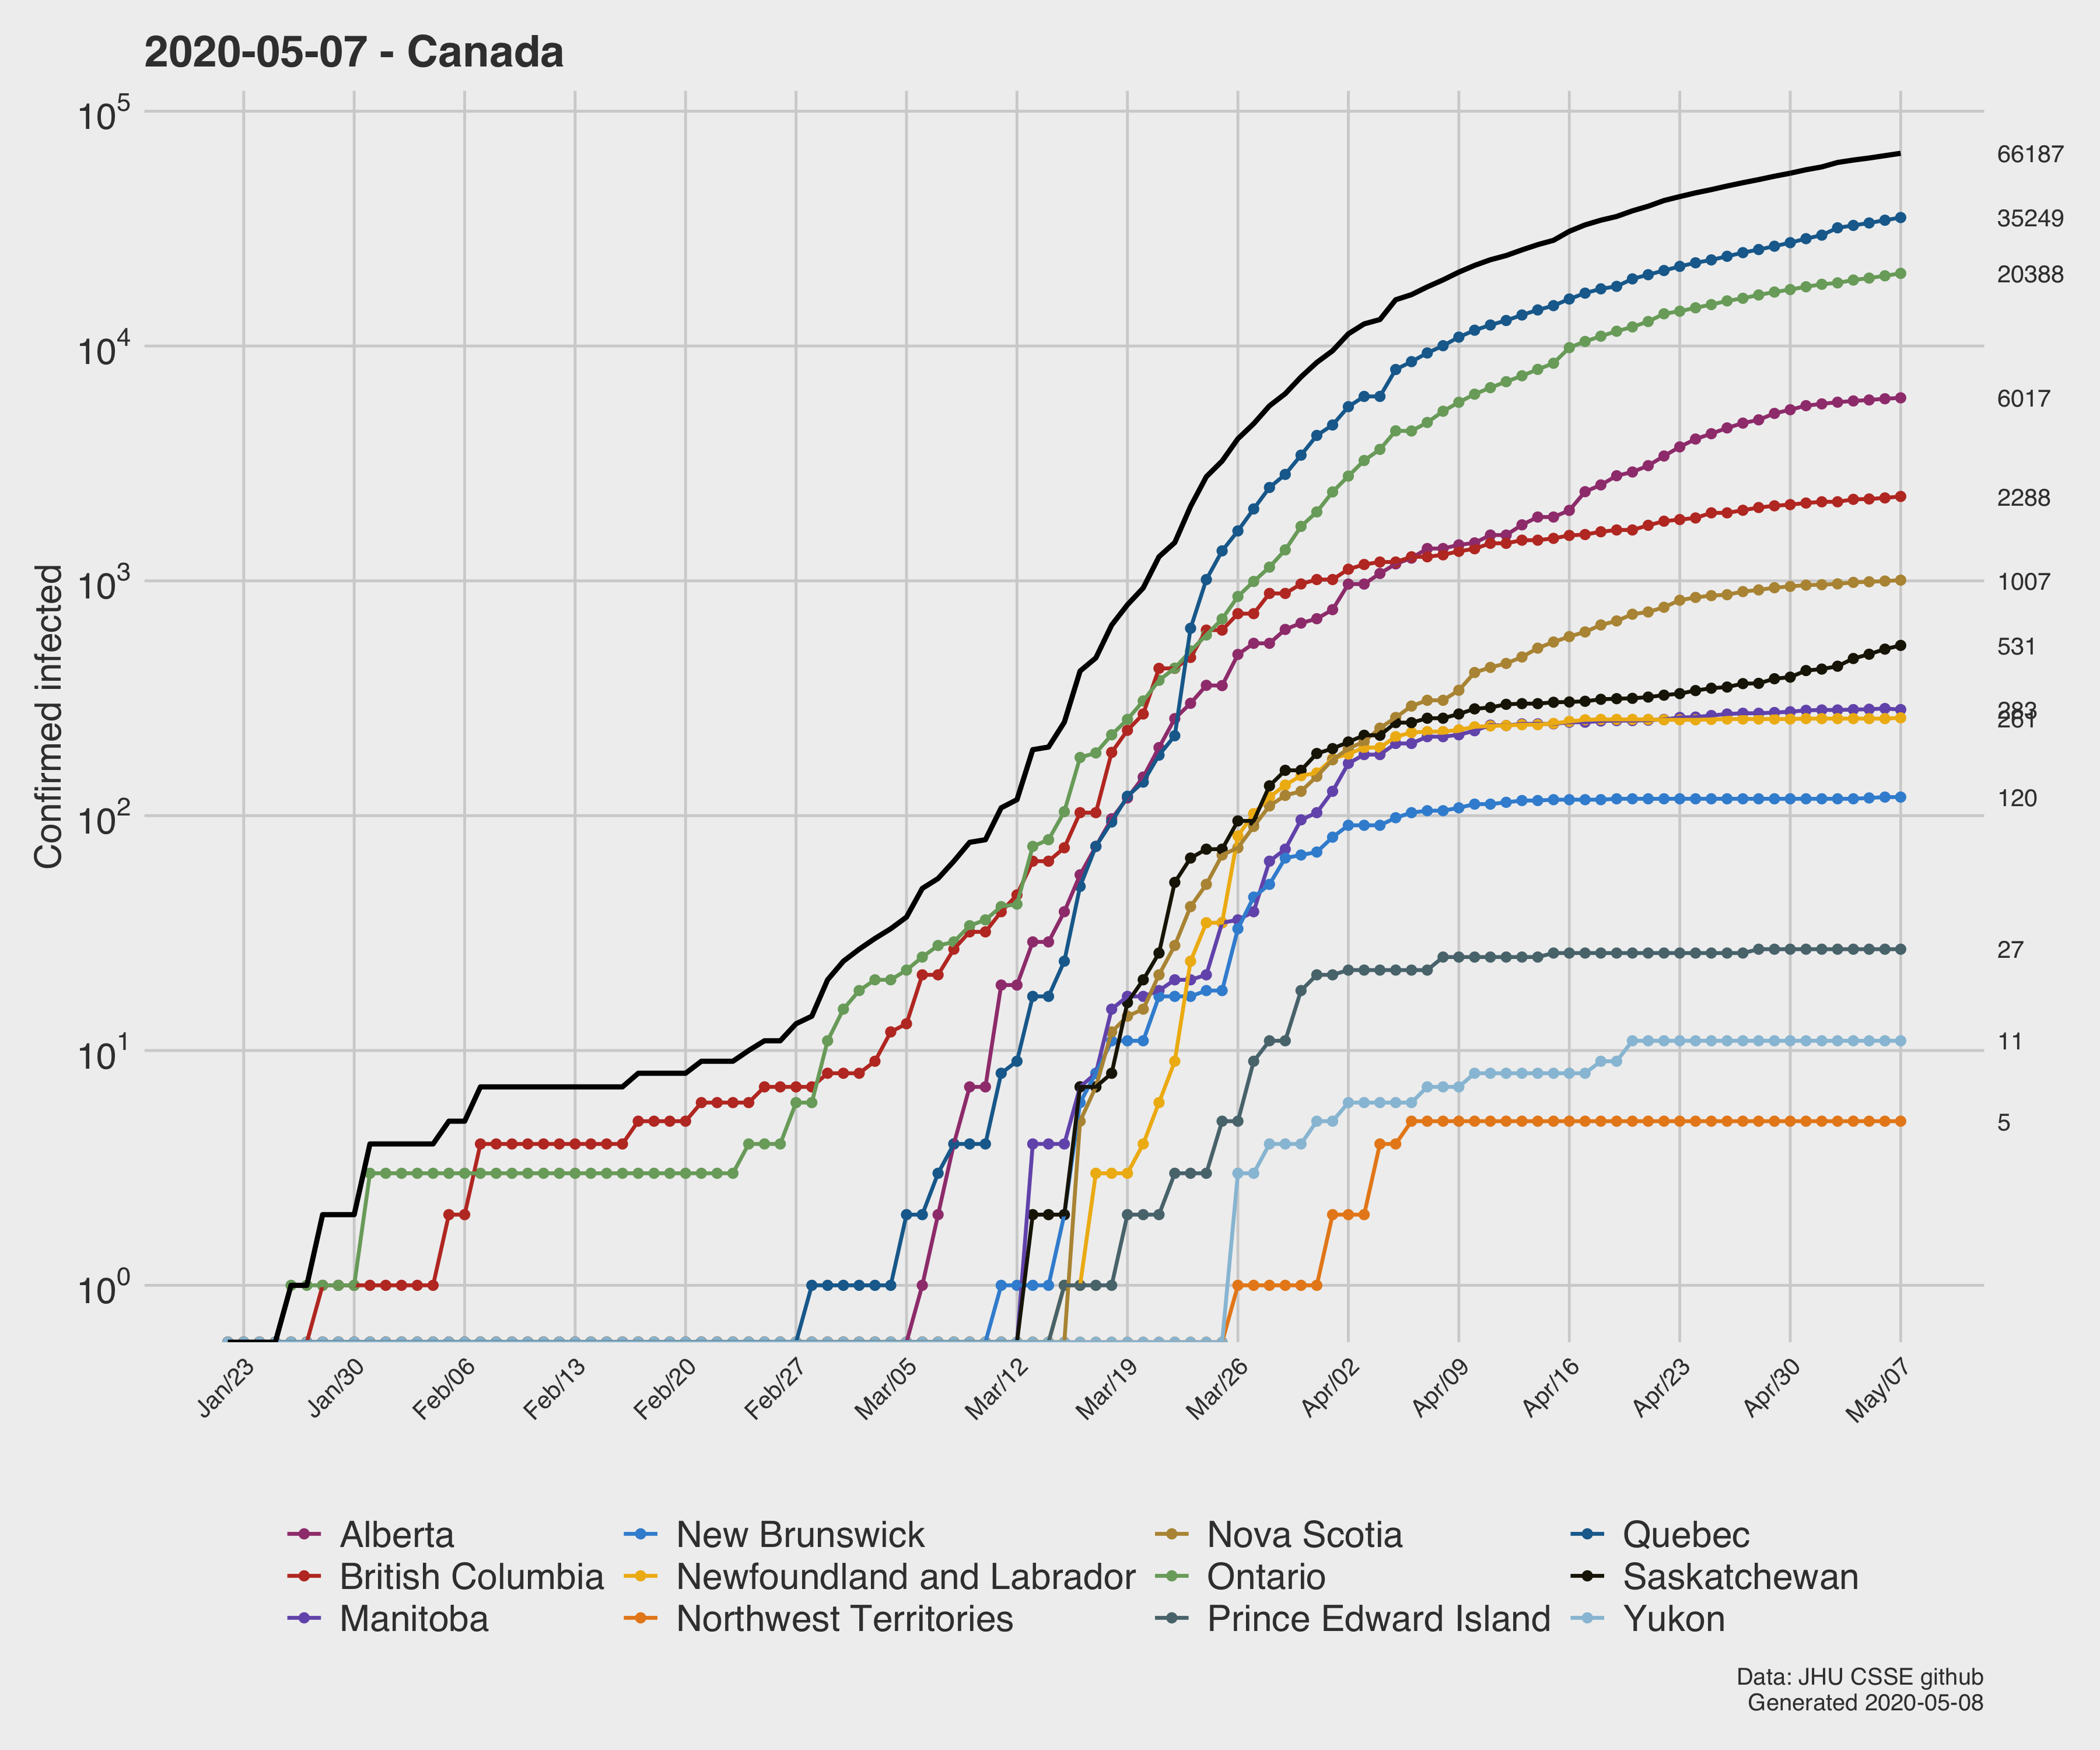 2020-05-07 - Canada
Confirmed infected
10^5
10^4
10^3
10^2
10^1
10^0
66187
35249
20388
6017
2288
1007
531
283
261
120
27
11
5
Jan/23
Jan/30
Feb/06
Feb/13
Feb/20
Feb/27
Mar/05
Mar/12
Mar/19
Mar/26
Apr/02
Apr/09
Apr/16
Apr/23
Apr/30
May/07
Alberta
New Brunswick
Nova Scotia
Quebec
British Columbia
Newfoundland and Labrador
Ontario
Saskatchewan
Manitoba
Northwest Territories
Prince Edward Island
Yukon
Data: JHU CSSE github
Generated 2020-05-08